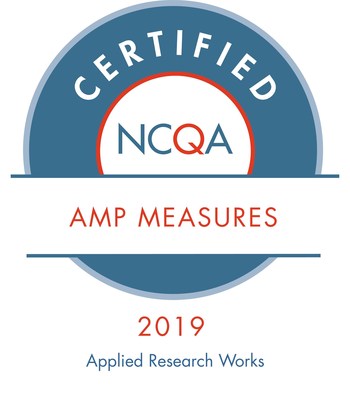 CERTIFIED
NCQA
AMP MEASURES
2019
Applied Research Works